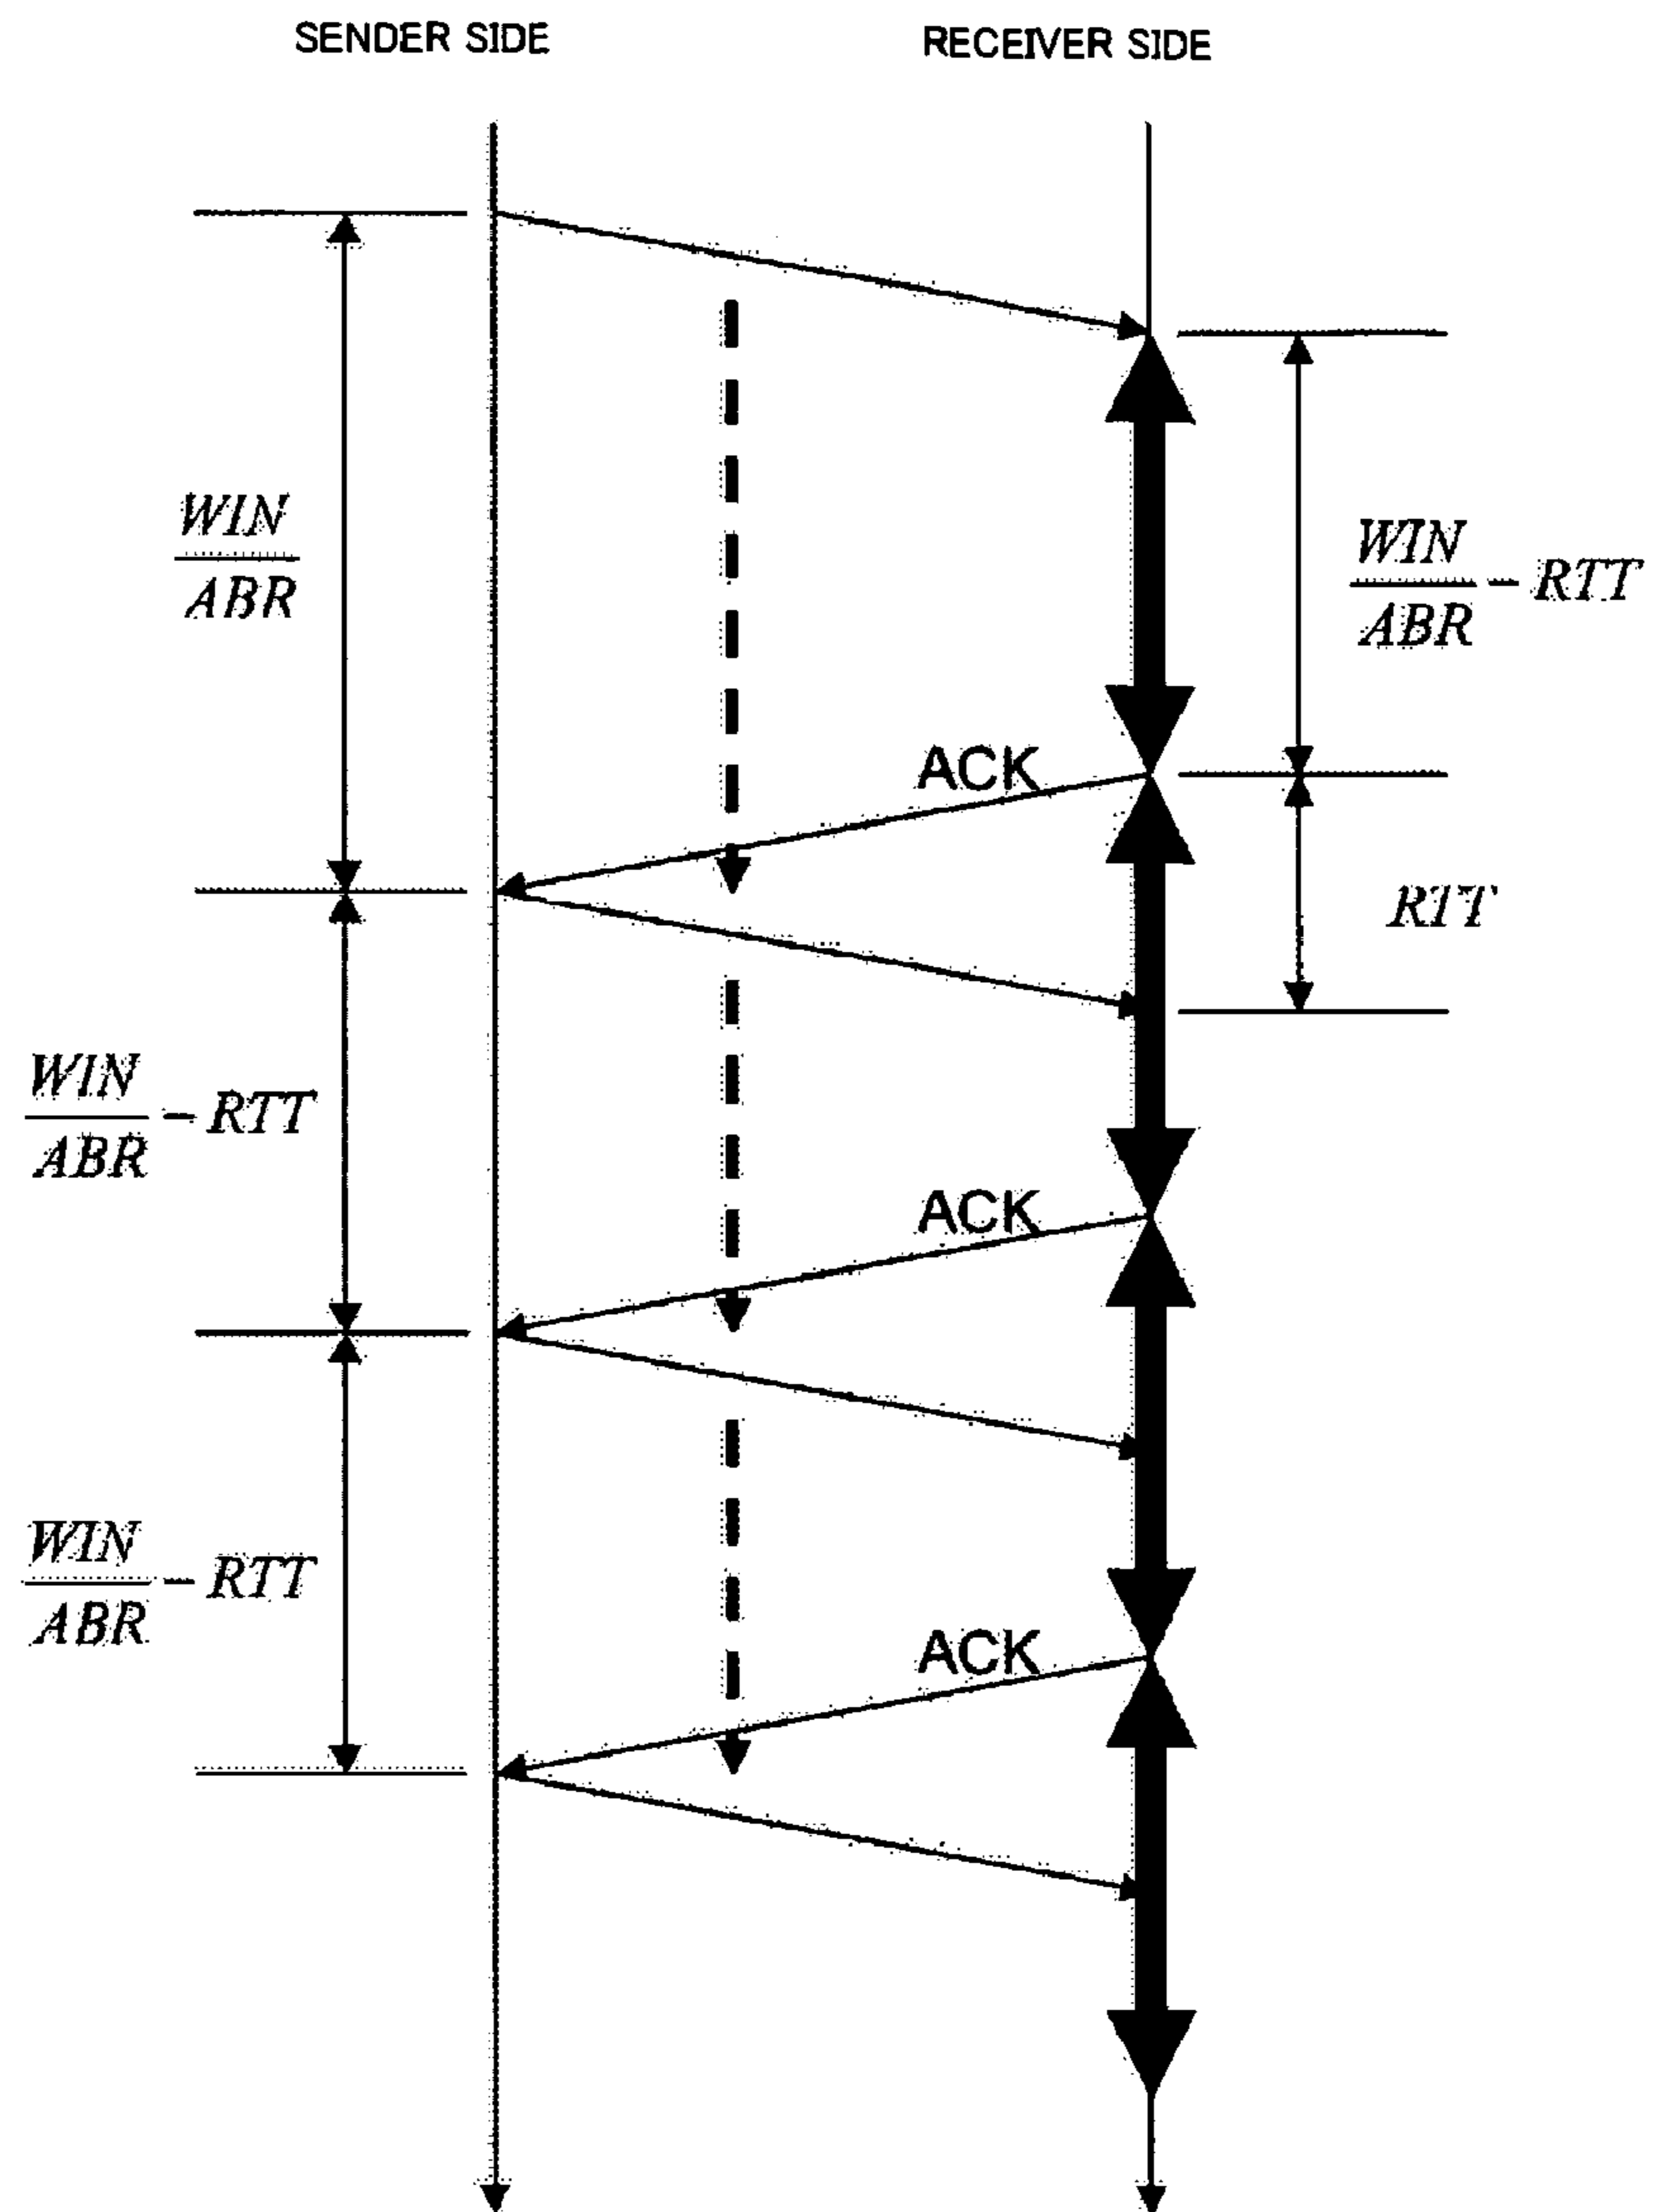 SENDER SIDE
RECEIVER SIDE
WIN
ABR
WIN
ABR
- RTT
ACK
RTT
WIN
ABR
- RTT
ACK
WIN
ABR
- RTT
ACK